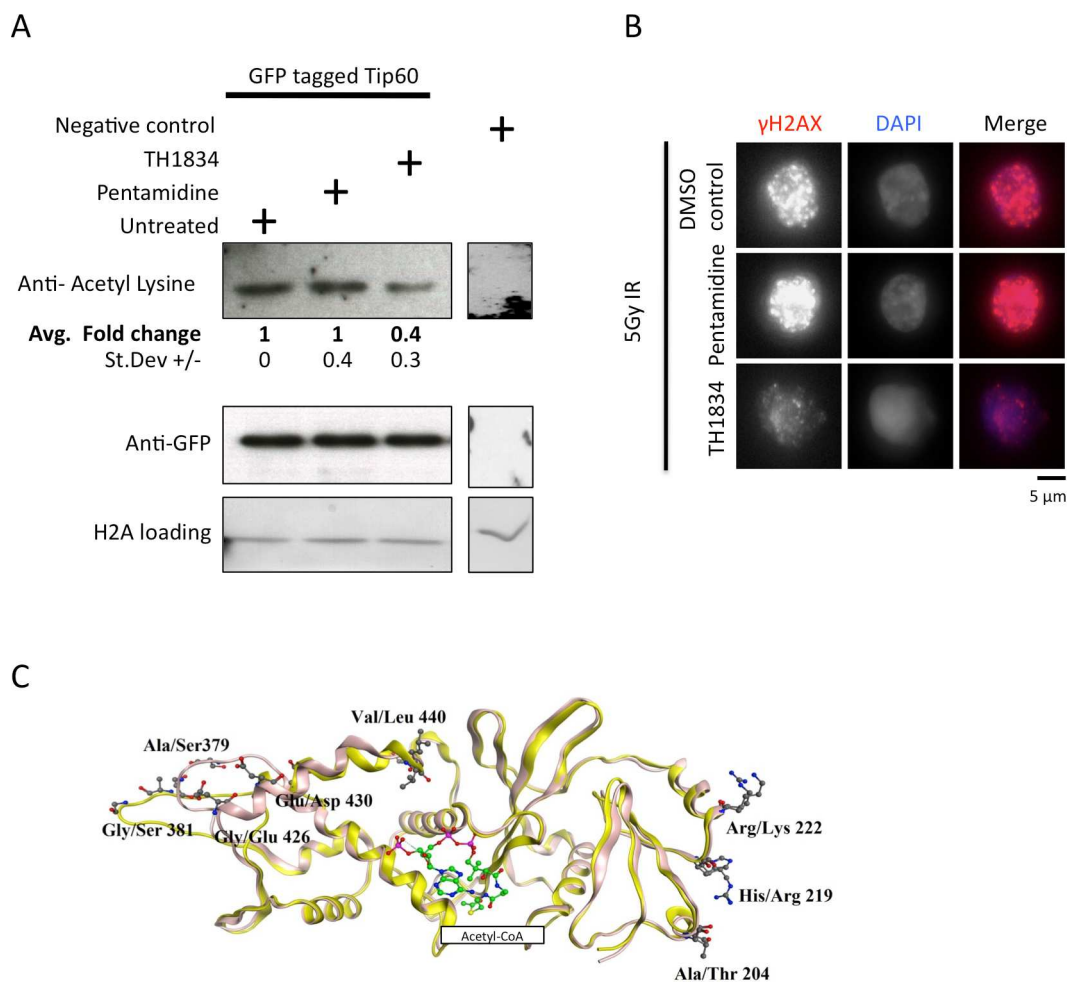 A
GFP tagged Tip60
Negative control +
TH1834 +
Pentamidine +
Untreated +
Anti- Acetyl Lysine
Avg. Fold change 1 1 0.4
St.Dev +/- 0 0.4 0.3
Anti-GFP
H2A loading
B
γH2AX DAPI Merge
5Gy IR
DMSO
control
Pentamidine
TH1834
5 μm
C
Val/Leu 440
Ala/Ser379
Glu/Asp 430
Gly/Ser 381
Gly/Glu 426
Arg/Lys 222
His/Arg 219
Acetyl-CoA
Ala/Thr 204